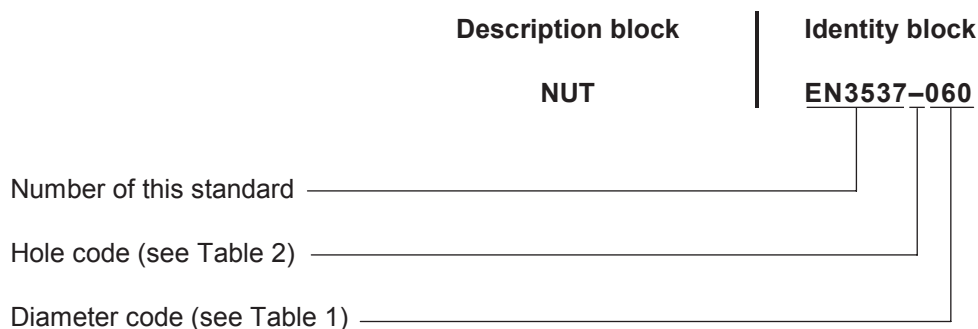 Description block Identity block
NUT EN3537–060
Number of this standard
Hole code (see Table 2)
Diameter code (see Table 1)